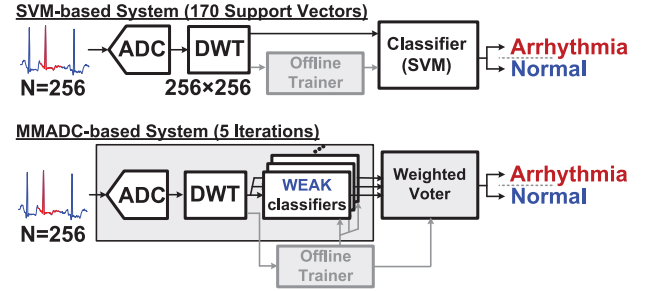 SVM-based System (170 Support Vectors)
ADC
DWT
Classifier
(SVM)
Arrhythmia
Normal
Offline
Trainer
N=256
256×256
MMADC-based System (5 Iterations)
ADC
DWT
WEAK
classifiers
Weighted
Voter
Arrhythmia
Normal
N=256
Offline
Trainer